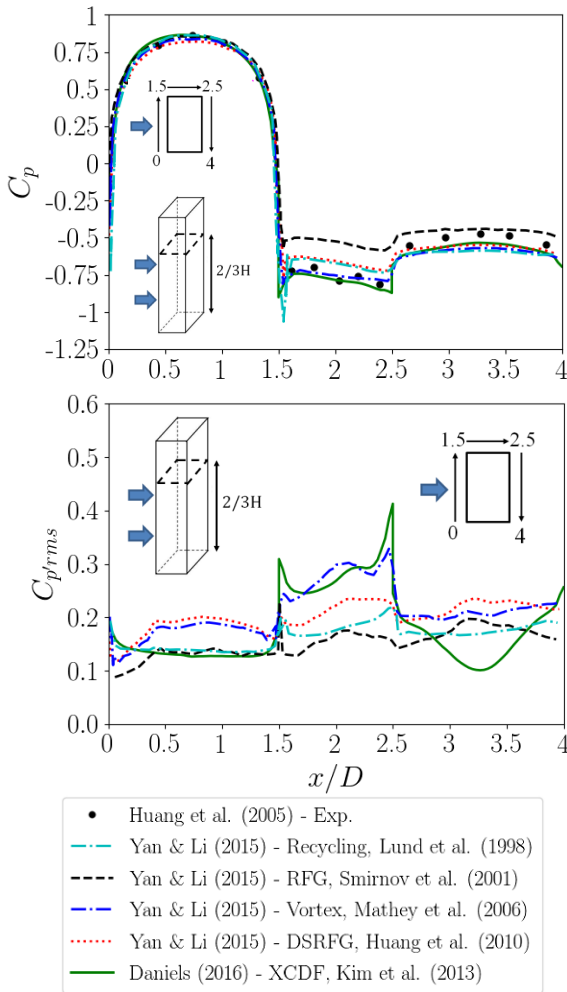 1
0.75
0.5
0.25
0
-0.25
-0.5
-0.75
-1
-1.25
C_p
1.5 2.5
0 4
2/3H
0 0.5 1 1.5 2 2.5 3 3.5 4
0.6
0.5
0.4
0.3
0.2
0.1
0.0
C_p'rms
2/3H
1.5 2.5
0 4
0 0.5 1 1.5 2 2.5 3 3.5 4
x/D
Huang et al. (2005) - Exp.
Yan & Li (2015) - Recycling, Lund et al. (1998)
Yan & Li (2015) - RFG, Smirnov et al. (2001)
Yan & Li (2015) - Vortex, Mathey et al. (2006)
Yan & Li (2015) - DSRFG, Huang et al. (2010)
Daniels (2016) - XCDF, Kim et al. (2013)